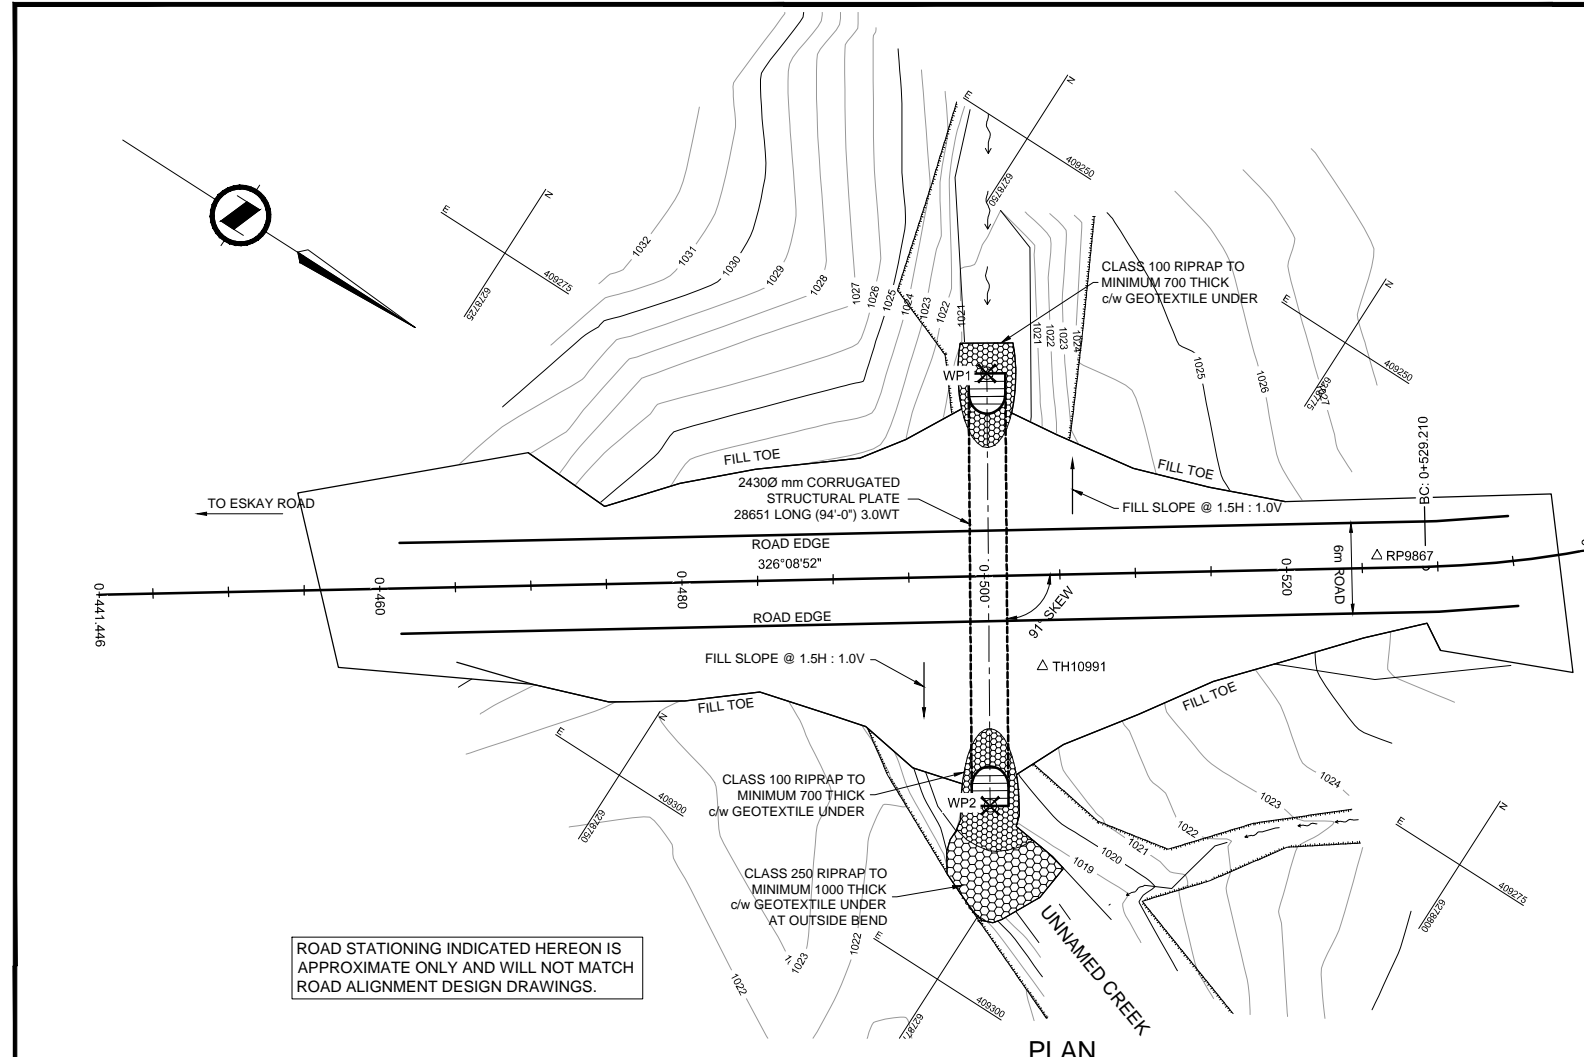 N
E
409250
6278750
N
E
409275
6278725
1032
1031
1030
1029
1028
1027
1026
1025
1024
1023
1022
1021
CLASS 100 RIPRAP TO
MINIMUM 700 THICK
c/w GEOTEXTILE UNDER
N
E
409250
6278775
1021
1022
1023
1024
1025
1026
1027
WP1
BC: 0+529.210
FILL TOE
FILL TOE
2430Ø mm CORRUGATED
STRUCTURAL PLATE
28651 LONG (94'-0") 3.0WT
TO ESKAY ROAD
FILL SLOPE @ 1.5H : 1.0V
ROAD EDGE
326°08'52"
6m ROAD
RP9867
0+441.446
0+460
0+480
0+500
0+520
ROAD EDGE
91° SKEW
FILL SLOPE @ 1.5H : 1.0V
TH10991
FILL TOE
FILL TOE
N
E
409300
6278750
CLASS 100 RIPRAP TO
MINIMUM 700 THICK
c/w GEOTEXTILE UNDER
WP2
1024
1023
1022
1021
1020
1019
N
E
409275
6278800
CLASS 250 RIPRAP TO
MINIMUM 1000 THICK
c/w GEOTEXTILE UNDER
AT OUTSIDE BEND
UNNAMED CREEK
E
409300
1022
1023
1022
ROAD STATIONING INDICATED HEREON IS
APPROXIMATE ONLY AND WILL NOT MATCH
ROAD ALIGNMENT DESIGN DRAWINGS.
PLAN